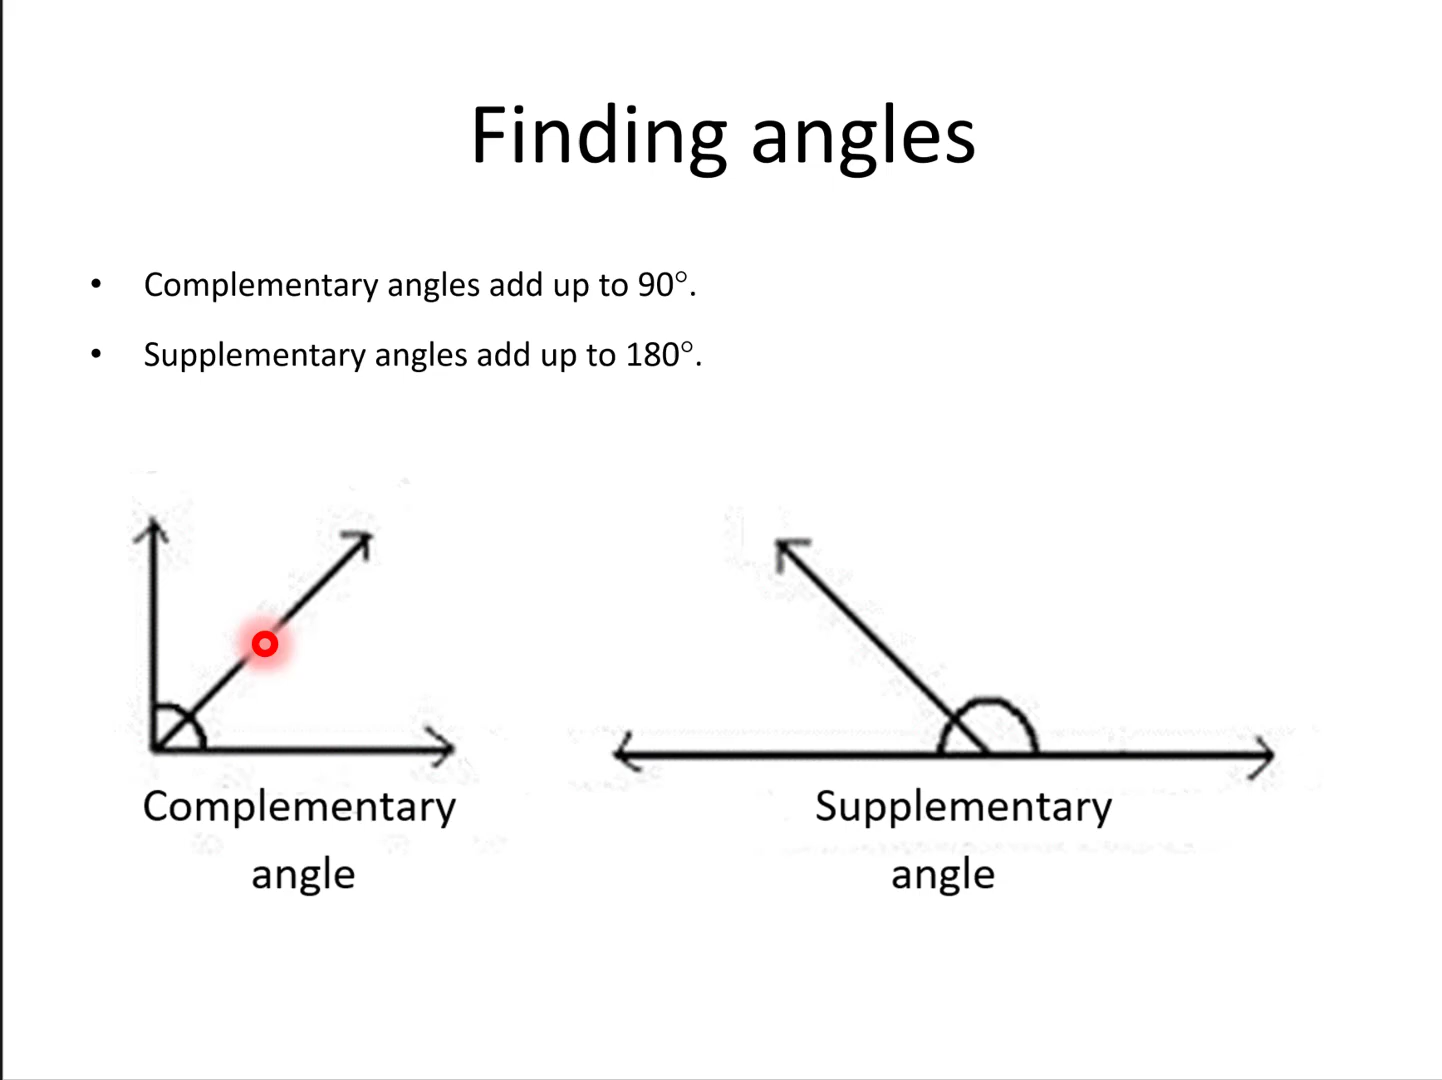 Finding angles
• Complementary angles add up to 90°.
• Supplementary angles add up to 180°.
Complementary
angle
Supplementary
angle